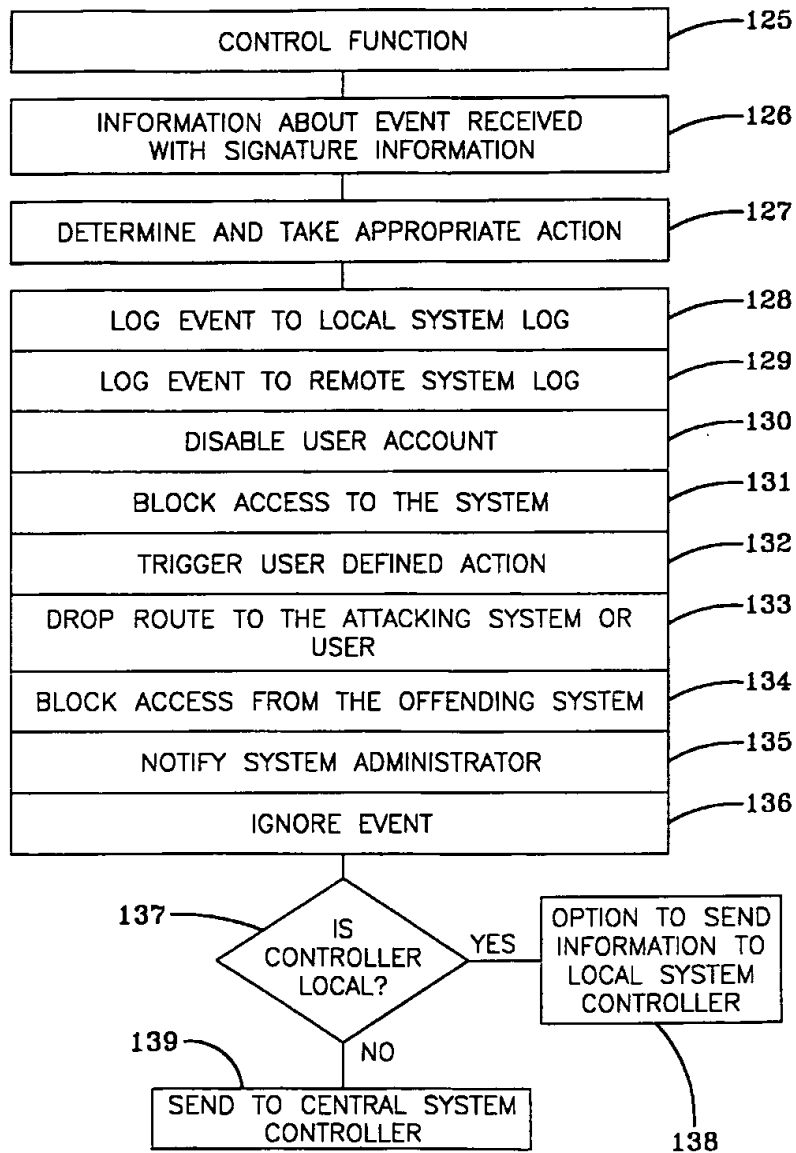 CONTROL FUNCTION
125
INFORMATION ABOUT EVENT RECEIVED
WITH SIGNATURE INFORMATION
126
DETERMINE AND TAKE APPROPRIATE ACTION
127
LOG EVENT TO LOCAL SYSTEM LOG
128
LOG EVENT TO REMOTE SYSTEM LOG
129
DISABLE USER ACCOUNT
130
BLOCK ACCESS TO THE SYSTEM
131
TRIGGER USER DEFINED ACTION
132
DROP ROUTE TO THE ATTACKING SYSTEM OR
USER
133
BLOCK ACCESS FROM THE OFFENDING SYSTEM
134
NOTIFY SYSTEM ADMINISTRATOR
135
IGNORE EVENT
136
137
IS
CONTROLLER
LOCAL?
YES
OPTION TO SEND
INFORMATION TO
LOCAL SYSTEM
CONTROLLER
138
NO
139
SEND TO CENTRAL SYSTEM
CONTROLLER